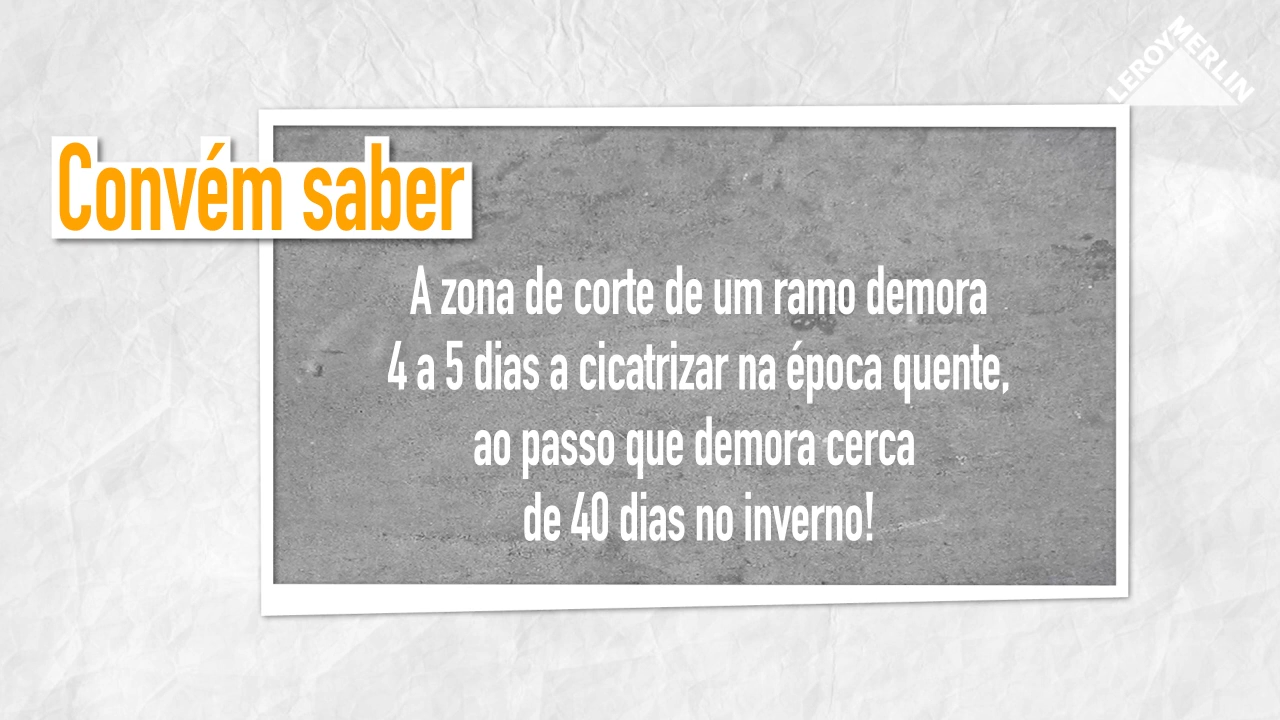 LEROY MERLIN
Convém saber
A zona de corte de um ramo demora
4 a 5 dias a cicatrizar na época quente,
ao passo que demora cerca
de 40 dias no inverno!